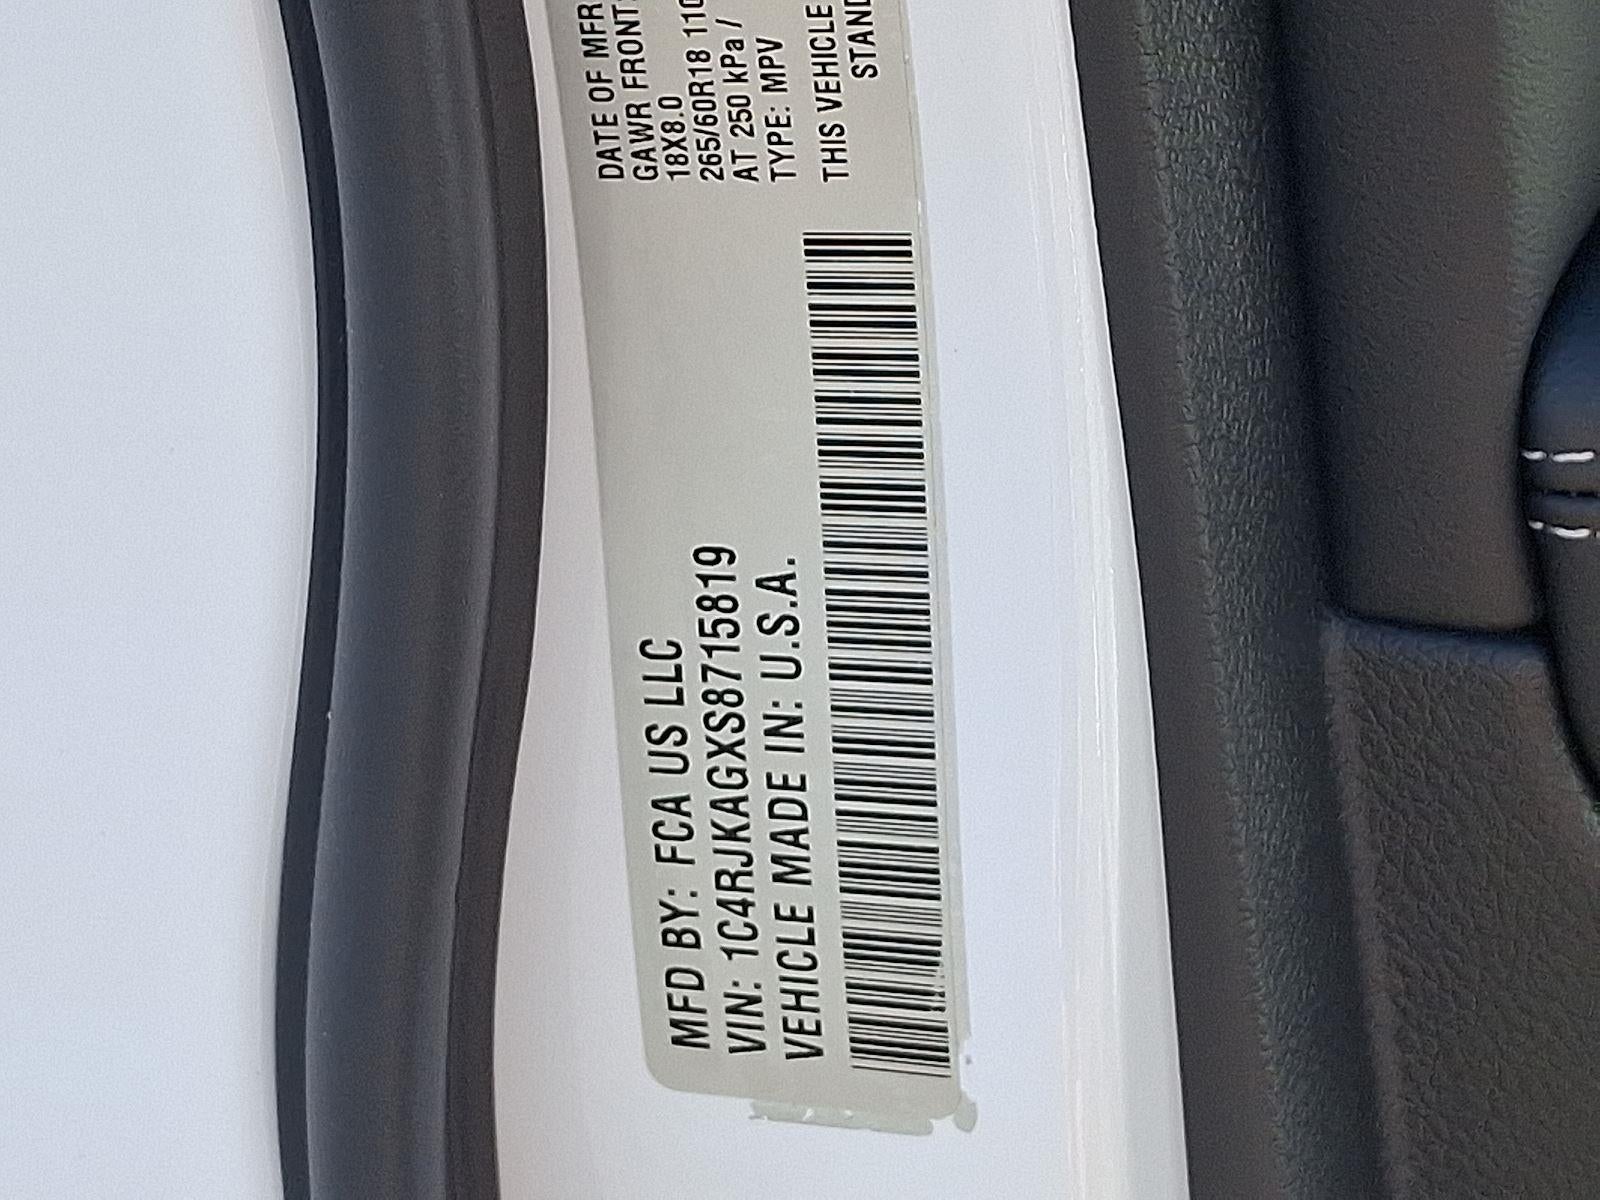 MFD BY: FCA US LLC
VIN: 1C4RJKAGXS8715819
VEHICLE MADE IN: U.S.A.
DATE OF MFR
GAWR FRONT:
18X8.0
265/60R18 110
AT 250 kPa /
TYPE: MPV
THIS VEHICLE